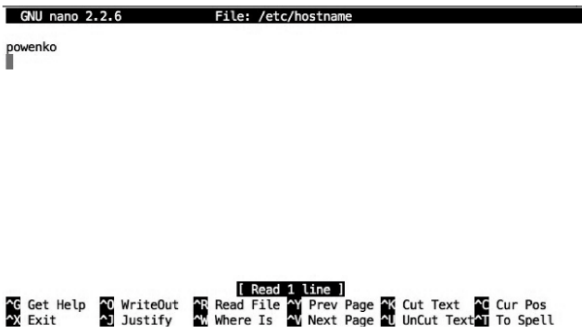 GNU nano 2.2.6 File: /etc/hostname
powenko
[ Read 1 line ]
^G Get Help ^O WriteOut ^R Read File ^Y Prev Page ^K Cut Text ^C Cur Pos
^X Exit ^J Justify ^W Where Is ^V Next Page ^U UnCut Text ^T To Spell